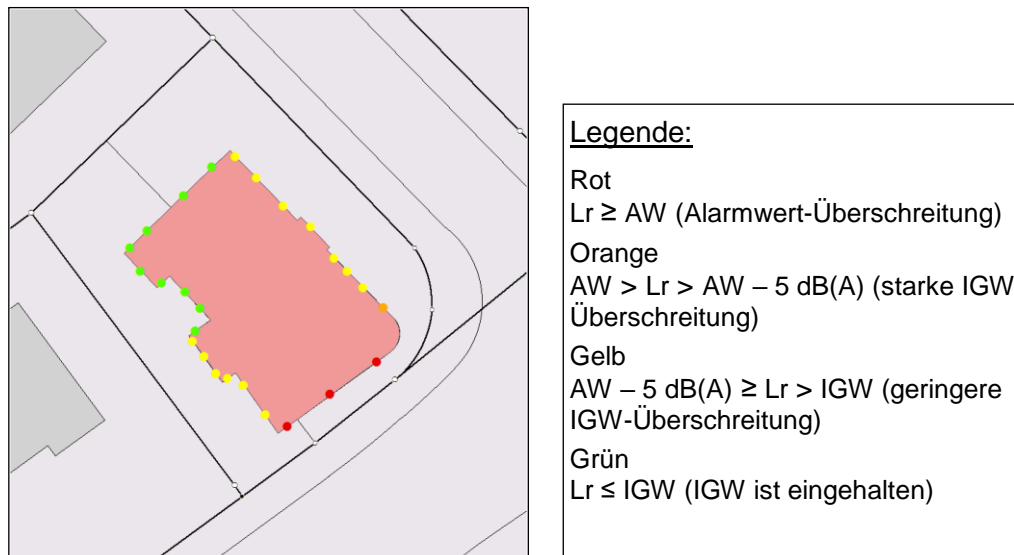 Legende:
Rot
Lr ≥ AW (Alarmwert-Überschreitung)
Orange
AW > Lr > AW – 5 dB(A) (starke IGW
Überschreitung)
Gelb
AW – 5 dB(A) ≥ Lr > IGW (geringere
IGW-Überschreitung)
Grün
Lr ≤ IGW (IGW ist eingehalten)